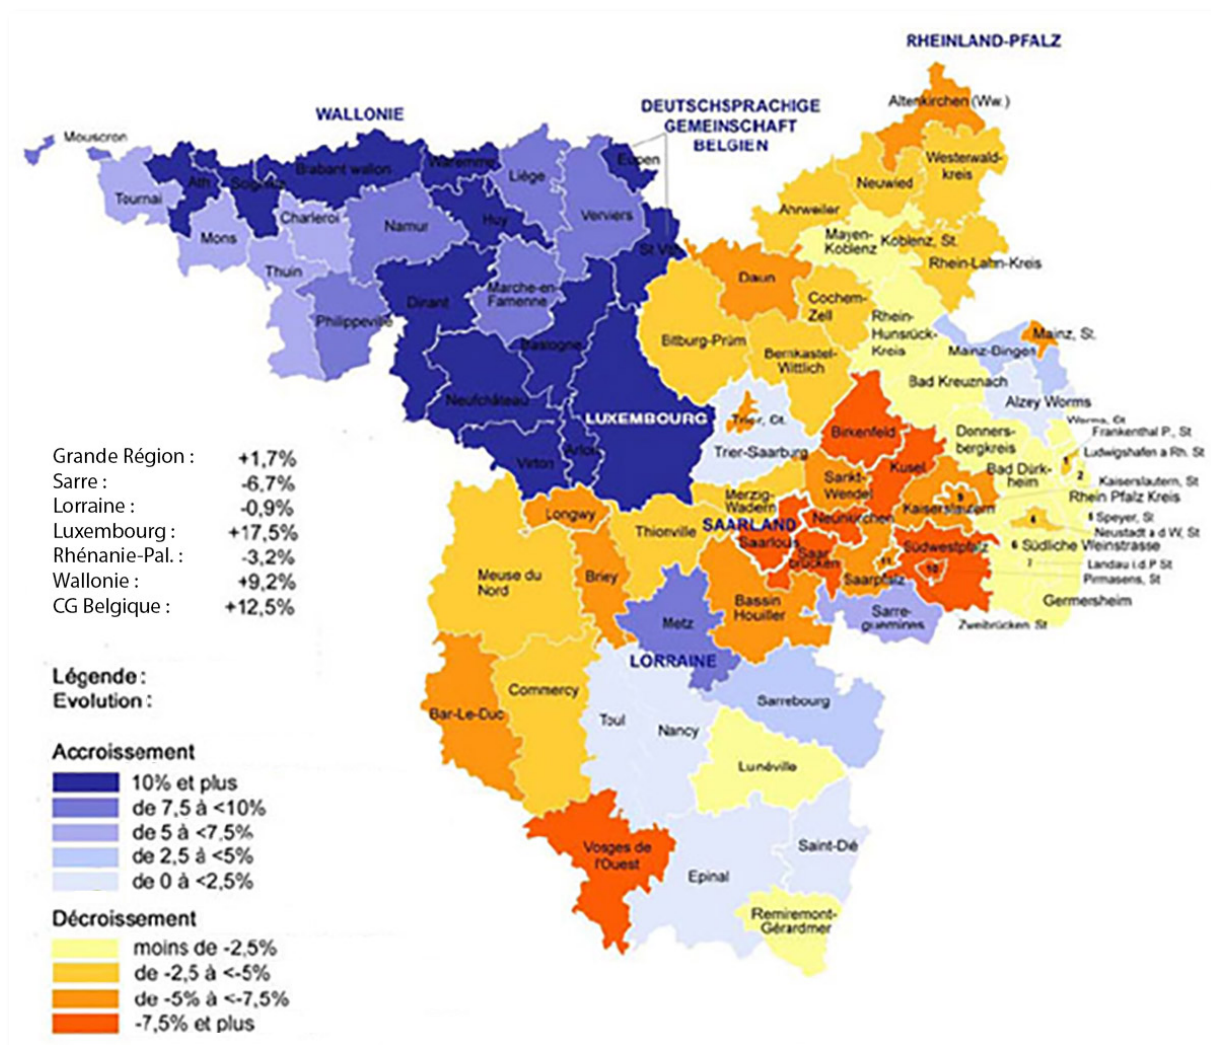 RHEINLAND-PFALZ
Altenkirchen (Ww.)
DEUTSCHSPRACHIGE
GEMEINSCHAFT
BELGIEN
WALLONIE
Mouscron
Eupen
Westerwald-
kreis
Waremme
Brabant wallon
Liège
Ath
Soignies
Neuwied
Tournai
Ahrweiler
Charleroi
Huy
Verviers
Namur
Mons
Mayen-
Koblenz
Koblenz, St.
St Vith
Rhein-Lahn-Kreis
Thuin
Daun
Marche-en-
Famenne
Dinant
Cochem-
Zell
Philippeville
Rhein-
Hunsrück-
Kreis
Mainz, St.
Bastogne
Bitburg-Prüm
Mainz-Bingen
Bernkastel-
Wittlich
Bad Kreuznach
Neufchâteau
Alzey Worms
LUXEMBOURG
Trier, Ct.
Worms, Ct
Birkenfeld
Donners-
bergkreis
Frankenthal P., St
Arlon
Trier-Saarburg
Ludwigshafen a Rh. St
Virton
1
Kusel
Bad Dürk-
heim
2
Kaiserslautern, St
Sankt-
Wendel
Rhein Pfalz Kreis
Merzig-
Wadern
9
Kaiserslautern
Longwy
SAARLAND
Neunkirchen
Speyer, St
Thionville
Neustadt a d W, St
Saarlouis
Saar
brücken
Südwestpfalz
6 Südliche Weinstrasse
11
10
7
Landau i.d.P St
Meuse du
Nord
Briey
Saarpfalz
Pirmasens, St
Bassin
Houiller
Germersheim
Sarre-
guemines
Metz
Zweibrücken St
LORRAINE
Commercy
Sarrebourg
Bar-Le-Duc
Toul
Nancy
Lunéville
Vosges de
l'Ouest
Saint-Dé
Epinal
Remiremont-
Gérardmer
Grande Région : +1,7%
Sarre : -6,7%
Lorraine : -0,9%
Luxembourg : +17,5%
Rhénanie-Pal. : -3,2%
Wallonie : +9,2%
CG Belgique : +12,5%
Légende :
Evolution :
Accroissement
10% et plus
de 7,5 à <10%
de 5 à <7,5%
de 2,5 à <5%
de 0 à <2,5%
Décroissement
moins de -2,5%
de -2,5 à <-5%
de -5% à <-7,5%
-7,5% et plus